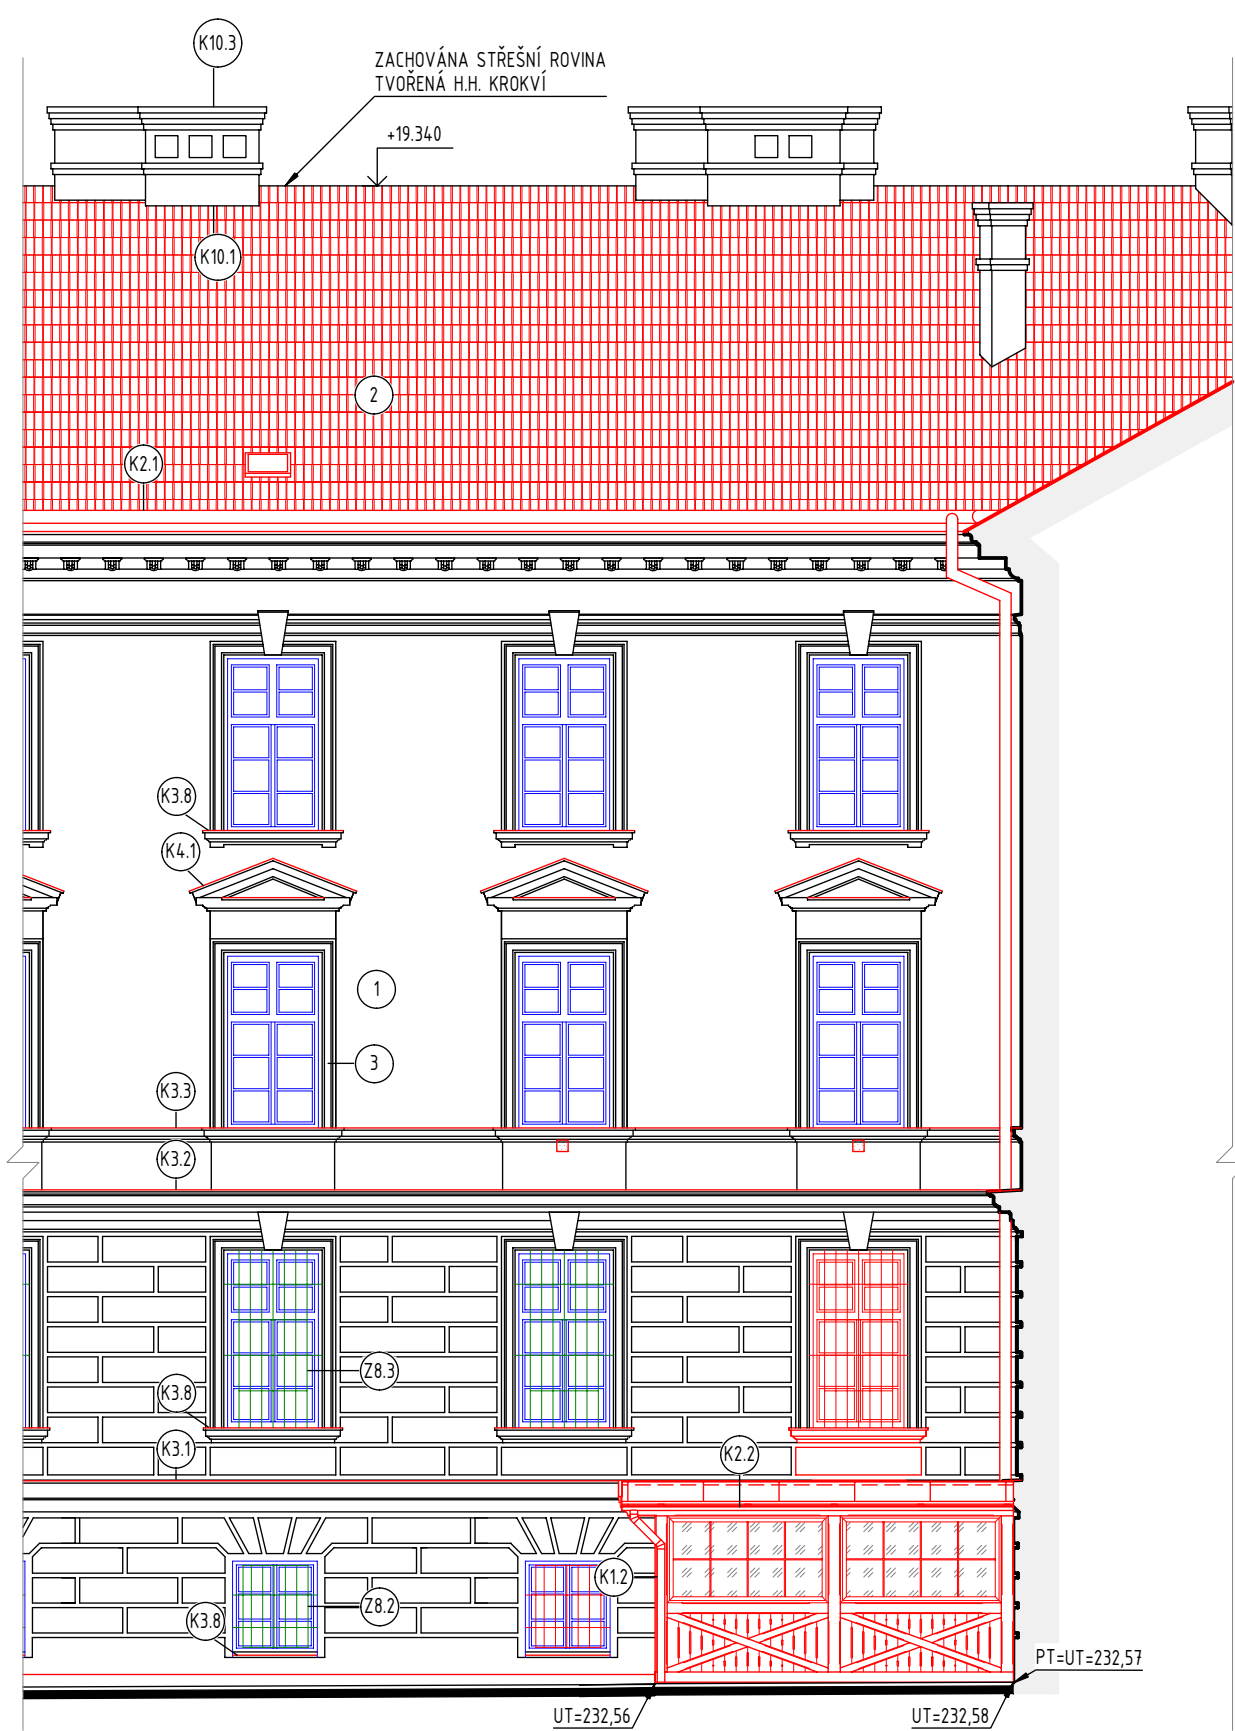 K10.3
ZACHOVÁNA STŘEŠNÍ ROVINA
TVOŘENÁ H.H. KROKVÍ
+19.340
K10.1
2
K2.1
K3.8
K4.1
1
3
K3.3
K3.2
Z8.3
K3.8
K3.1
K2.2
K1.2
Z8.2
K3.8
PT=UT=232,57
UT=232,56
UT=232,58